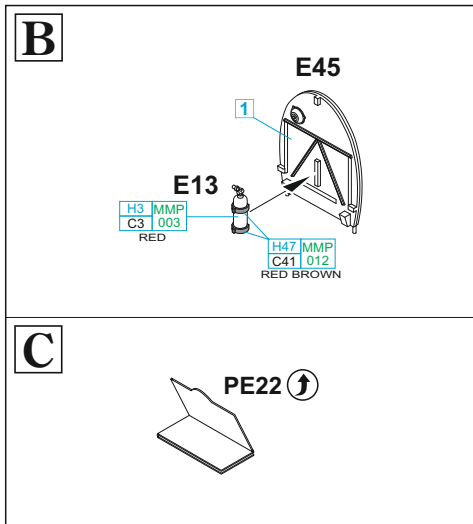 B
E45
1
E13
H3 MMP
C3 003
RED
H47 MMP
C41 012
RED BROWN
C
PE22